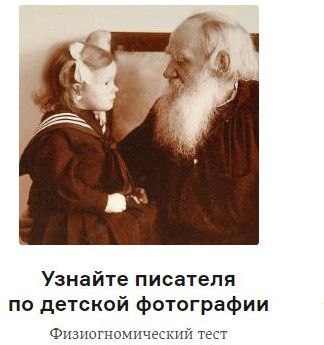 Узнайте писателя
по детской фотографии
Физиогномический тест